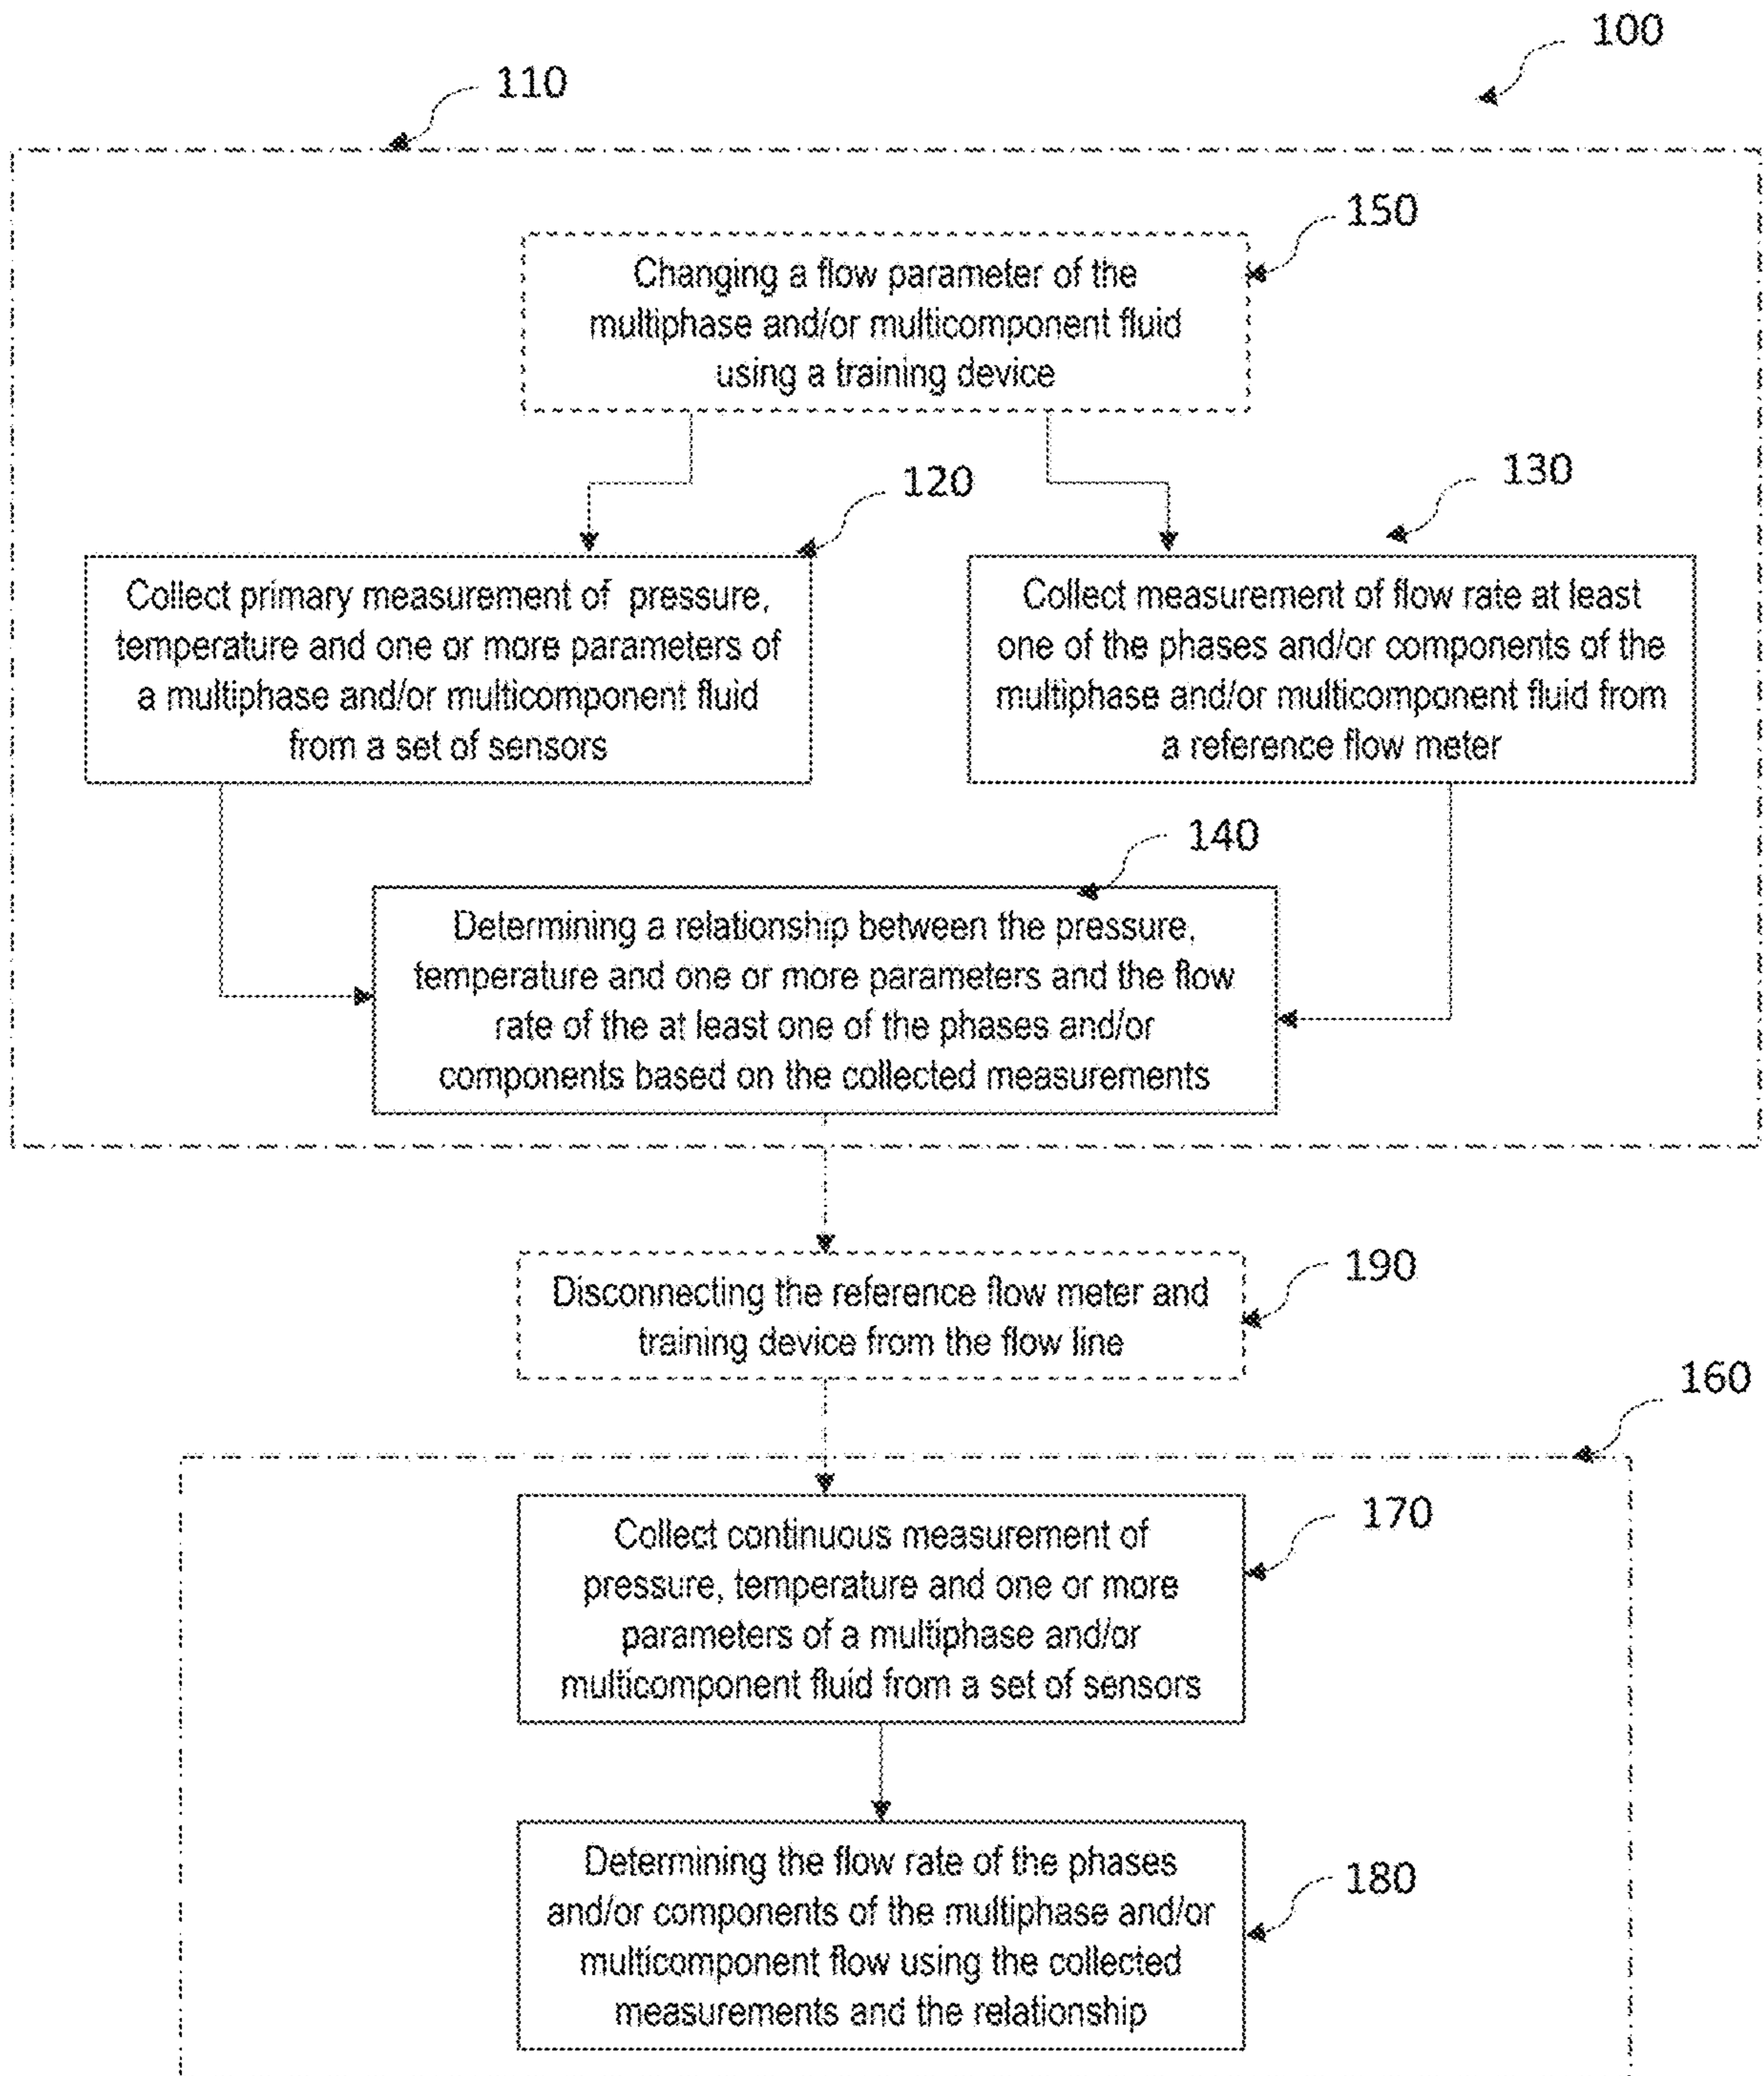 100
110
150
Changing a flow parameter of the
multiphase and/or multicomponent fluid
using a training device
120
130
Collect primary measurement of pressure,
temperature and one or more parameters of
a multiphase and/or multicomponent fluid
from a set of sensors
Collect measurement of flow rate at least
one of the phases and/or components of the
multiphase and/or multicomponent fluid from
a reference flow meter
140
Determining a relationship between the pressure,
temperature and one or more parameters and the flow
rate of the at least one of the phases and/or
components based on the collected measurements
190
Disconnecting the reference flow meter and
training device from the flow line
160
170
Collect continuous measurement of
pressure, temperature and one or more
parameters of a multiphase and/or
multicomponent fluid from a set of sensors
180
Determining the flow rate of the phases
and/or components of the multiphase and/or
multicomponent flow using the collected
measurements and the relationship